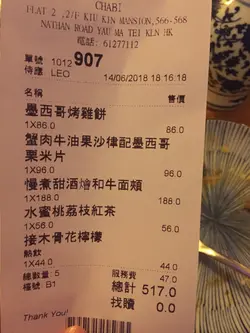 CHABI
FLAT 2 ,2/F KIU KIN MANSION,566-568
NATHAN ROAD YAU MA TEI KLN HK
電話: 61277112
單號 1012 907
侍應 LEO 14/06/2018 18:16:18
名稱 售價
墨西哥烤雞餅
1X86.0 86.0
蟹肉牛油果沙律配墨西哥
粟米片
1X96.0 96.0
慢煮甜酒燴和牛面頰
1X188.0 188.0
水蜜桃荔枝紅茶
1X56.0 56.0
接木骨花檸檬
熱飲
1X44.0 44.0
總數量: 5 服務費 47.0
檯號: B1 總計 517.0
找贖 0.0
Thank You!